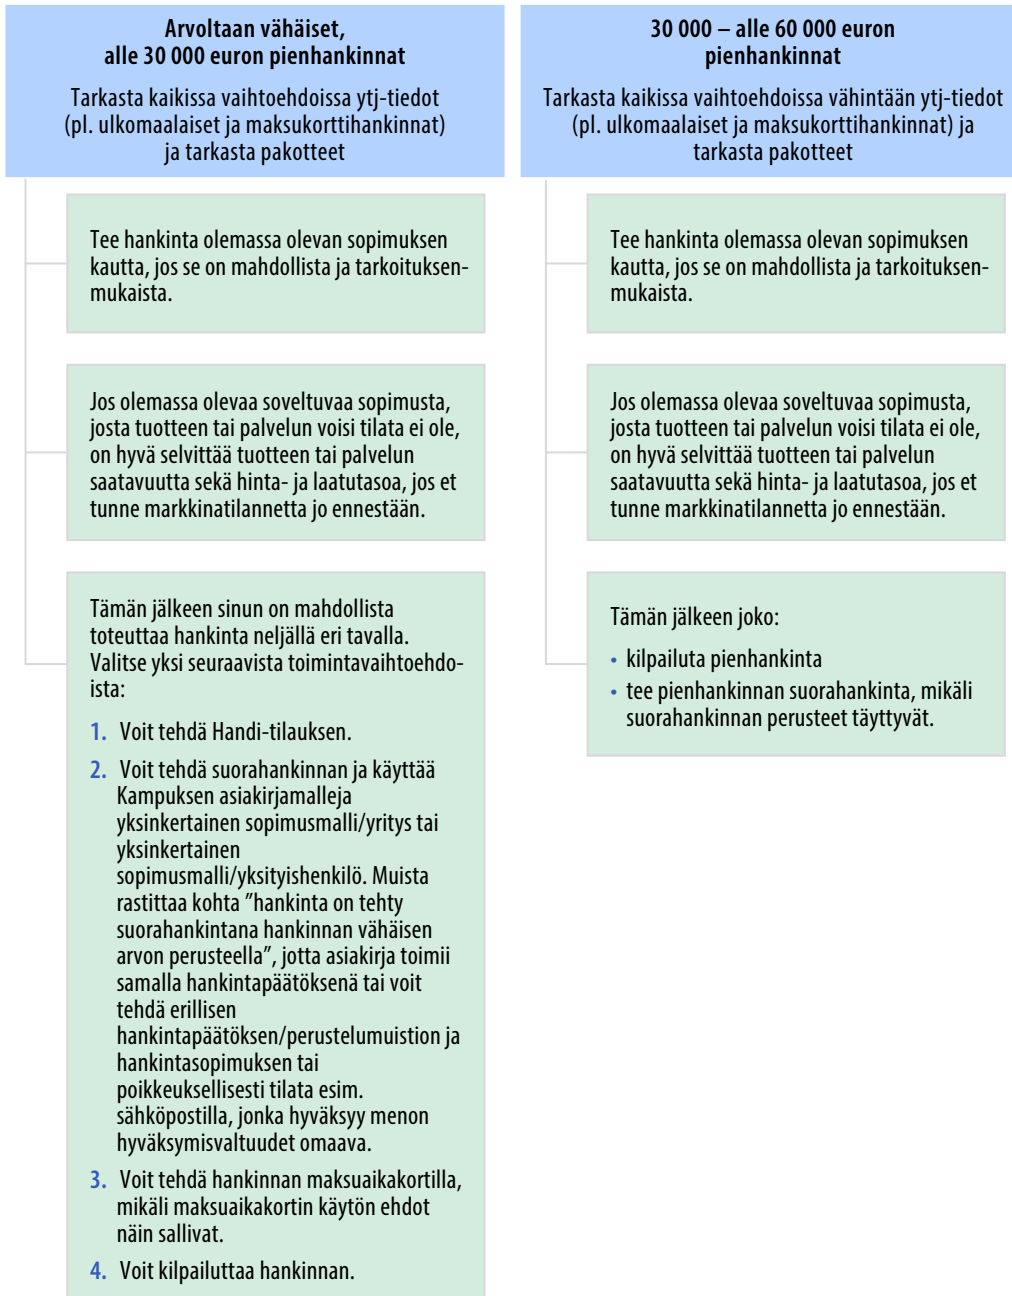 Arvoltaan vähäiset,
alle 30 000 euron pienhankinnat
Tarkasta kaikissa vaihtoehdoissa ytj-tiedot
(pl. ulkomaalaiset ja maksukorttihankinnat)
ja tarkasta pakotteet
Tee hankinta olemassa olevan sopimuksen
kautta, jos se on mahdollista ja tarkoituksen-
mukaista.
Jos olemassa olevaa soveltuvaa sopimusta,
josta tuotteen tai palvelun voisi tilata ei ole,
on hyvä selvittää tuotteen tai palvelun
saatavuutta sekä hinta- ja laatutasoa, jos et
tunne markkinatilannetta jo ennestään.
Tämän jälkeen sinun on mahdollista
toteuttaa hankinta neljällä eri tavalla.
Valitse yksi seuraavista toimintavaihtoehdo-
ista:
1. Voit tehdä Handi-tilauksen.
2. Voit tehdä suorahankinnan ja käyttää
Kampuksen asiakirjamalleja
yksinkertainen sopimusmalli/yritys tai
yksinkertainen
sopimusmalli/yksityishenkilö. Muista
rastittaa kohta ”hankinta on tehty
suorahankintana hankinnan vähäisen
arvon perusteella”, jotta asiakirja toimii
samalla hankintapäätöksenä tai voit
tehdä erillisen
hankintapäätöksen/perustelumuistion ja
hankintasopimuksen tai
poikkeuksellisesti tilata esim.
sähköpostilla, jonka hyväksyy menon
hyväksymisvaltuudet omaava.
3. Voit tehdä hankinnan maksuaikakortilla,
mikäli maksuaikakortin käytön ehdot
näin sallivat.
4. Voit kilpailuttaa hankinnan.
30 000 – alle 60 000 euron
pienhankinnat
Tarkasta kaikissa vaihtoehdoissa vähintään ytj-tiedot
(pl. ulkomaalaiset ja maksukorttihankinnat) ja
tarkasta pakotteet
Tee hankinta olemassa olevan sopimuksen
kautta, jos se on mahdollista ja tarkoituksen-
mukaista.
Jos olemassa olevaa soveltuvaa sopimusta,
josta tuotteen tai palvelun voisi tilata ei ole,
on hyvä selvittää tuotteen tai palvelun
saatavuutta sekä hinta- ja laatutasoa, jos et
tunne markkinatilannetta jo ennestään.
Tämän jälkeen joko:
• kilpailuta pienhankinta
• tee pienhankinnan suorahankinta, mikäli
suorahankinnan perusteet täyttyvät.